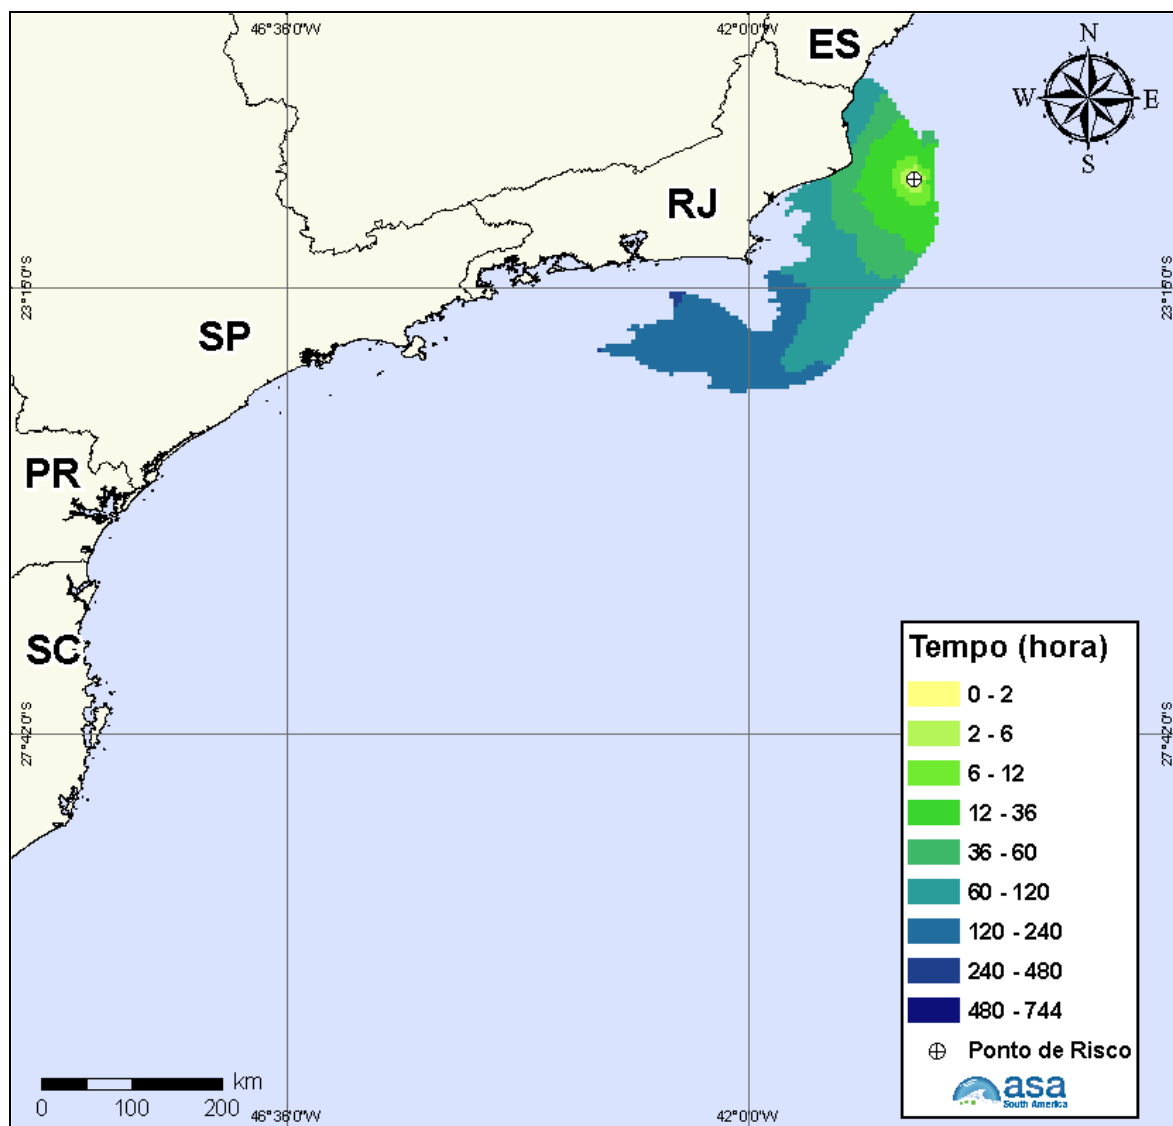 46°36'0"W
42°0'0"W
ES
N
W
E
S
RJ
23°15'0"S
23°15'0"S
SP
PR
SC
27°42'0"S
27°42'0"S
Tempo (hora)
0 - 2
2 - 6
6 - 12
12 - 36
36 - 60
60 - 120
120 - 240
240 - 480
480 - 744
Ponto de Risco
asa
South America
km
0 100 200
46°36'0"W
42°0'0"W